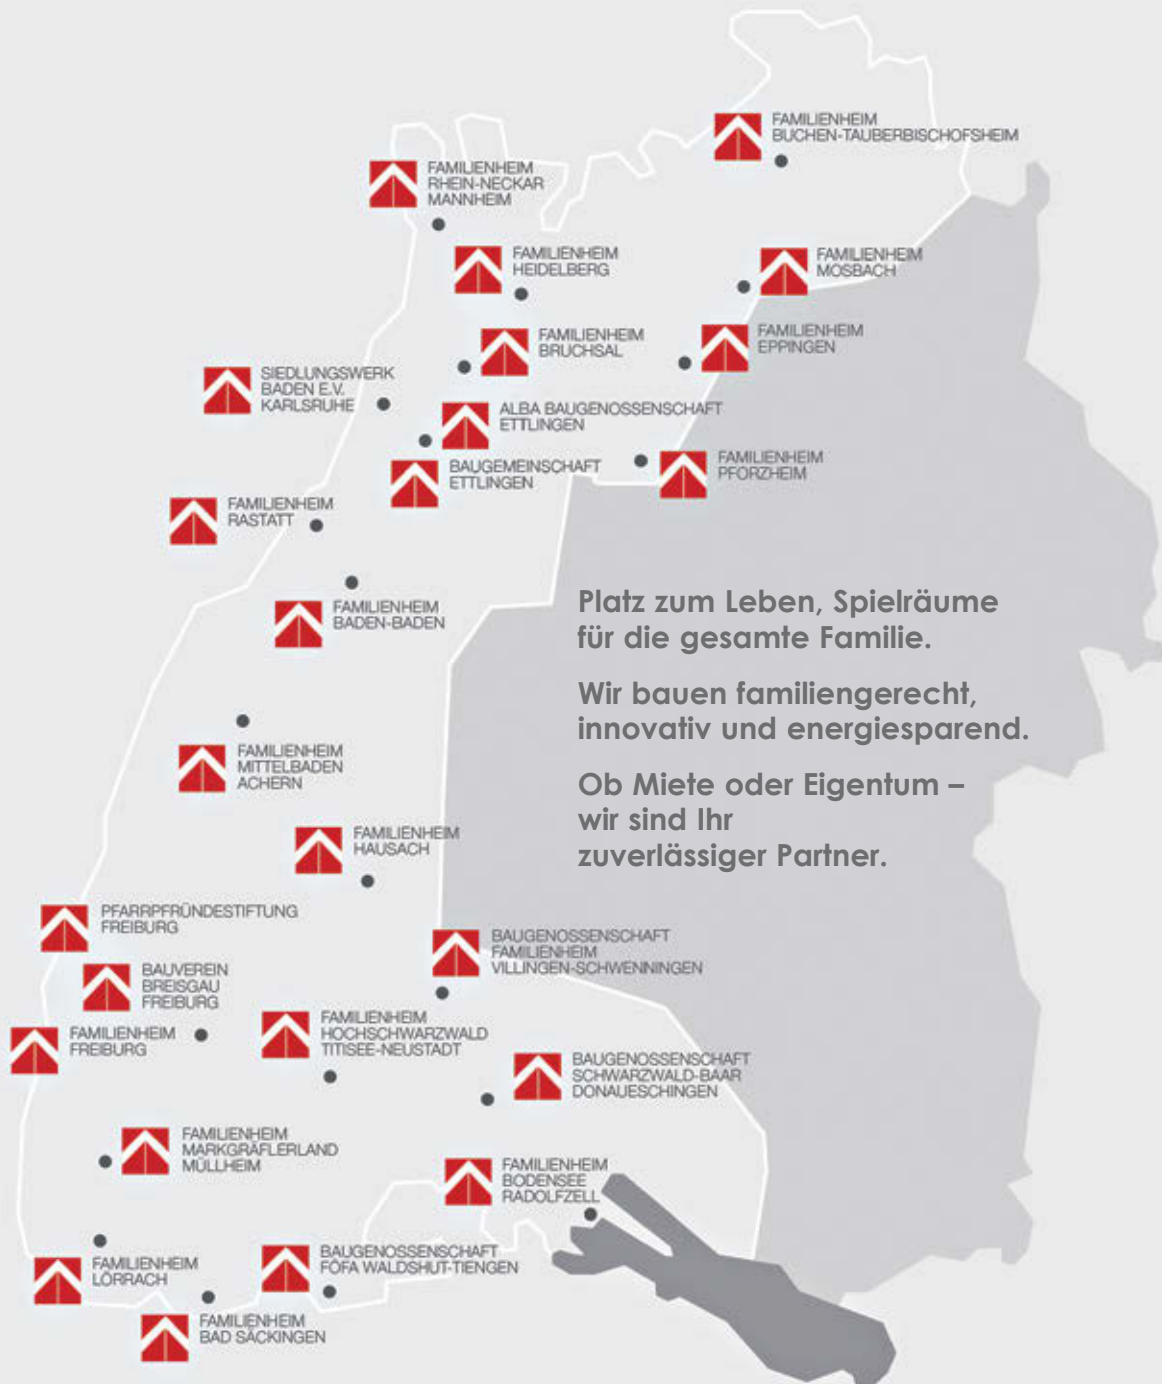 FAMILIENHEIM
BUCHEN-TAUBERBISCHOFSHEIM
FAMILIENHEIM
RHEIN-NECKAR
MANNHEIM
FAMILIENHEIM
HEIDELBERG
FAMILIENHEIM
MOSBACH
FAMILIENHEIM
BRUCHSAL
FAMILIENHEIM
EPPINGEN
SIEDLUNGSWERK
BADEN E.V.
KARLSRUHE
ALBA BAUGENOSSENSCHAFT
ETTLINGEN
BAUGEMEINSCHAFT
ETTLINGEN
FAMILIENHEIM
PFORZHEIM
FAMILIENHEIM
RASTATT
FAMILIENHEIM
BADEN-BADEN
Platz zum Leben, Spielräume
für die gesamte Familie.
Wir bauen familiengerecht,
innovativ und energiesparend.
Ob Miete oder Eigentum –
wir sind Ihr
zuverlässiger Partner.
FAMILIENHEIM
MITTELBADEN
ACHERN
FAMILIENHEIM
HAUSACH
PFARRPFRÜNDESTIFTUNG
FREIBURG
BAUGENOSSENSCHAFT
FAMILIENHEIM
VILLINGEN-SCHWENNINGEN
BAUVEREIN
BREISGAU
FREIBURG
FAMILIENHEIM
FREIBURG
FAMILIENHEIM
HOCHSCHWARZWALD
TITISEE-NEUSTADT
BAUGENOSSENSCHAFT
SCHWARZWALD-BAAR
DONAUESCHINGEN
FAMILIENHEIM
MARKGRÄFLERLAND
MÜLLHEIM
FAMILIENHEIM
BODENSEE
RADOLFZELL
FAMILIENHEIM
LÖRRACH
BAUGENOSSENSCHAFT
FÖFA WALDSHUT-TIENGEN
FAMILIENHEIM
BAD SÄCKINGEN